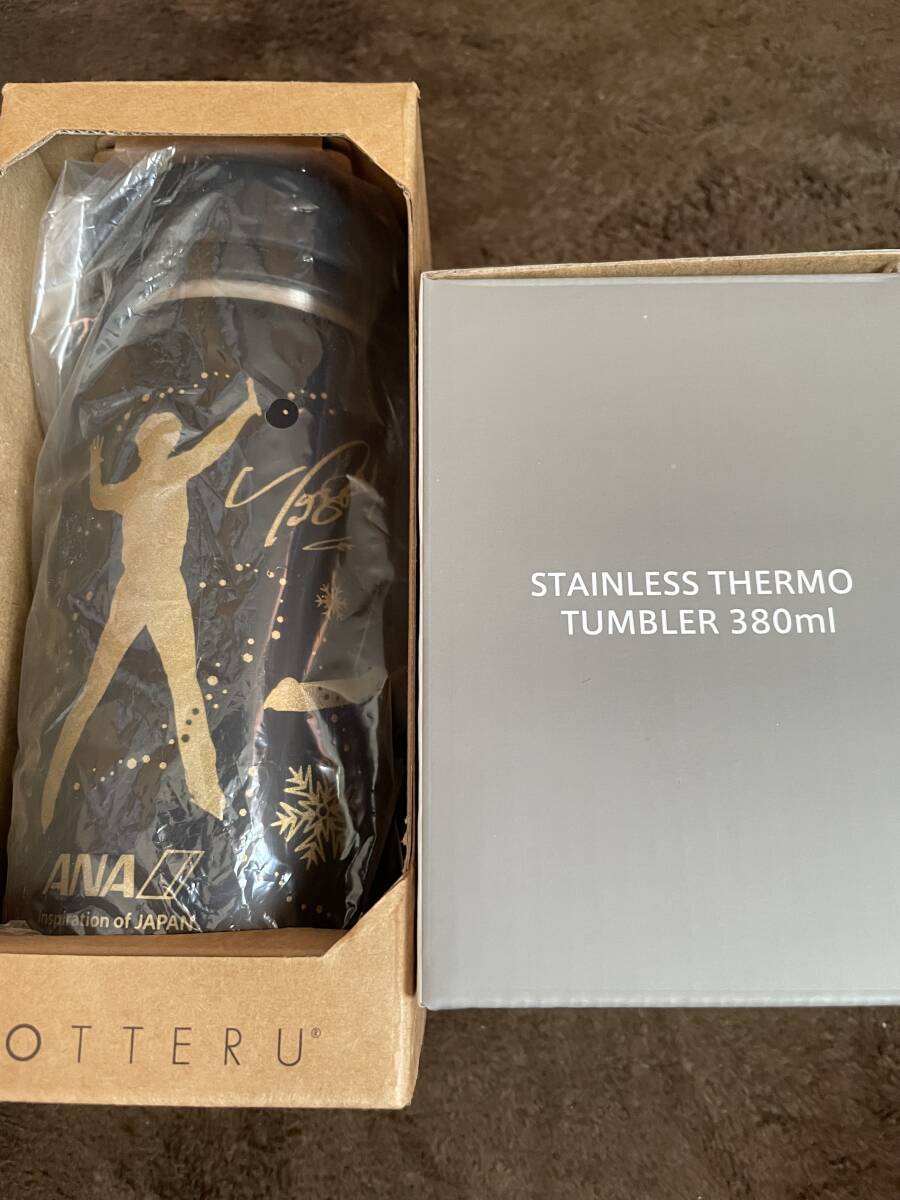 ANA
Inspiration of JAPAN
OTTERU®
STAINLESS THERMO
TUMBLER 380ml